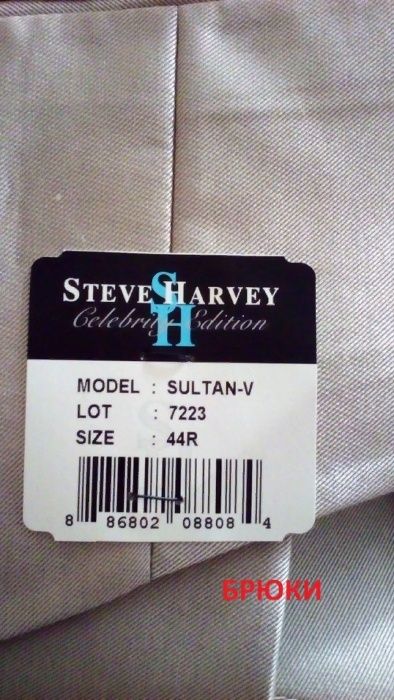 STEVE HARVEY
SH
Celebrity Edition
MODEL : SULTAN-V
LOT : 7223
SIZE : 44R
8 86802 08808 4
БРЮКИ